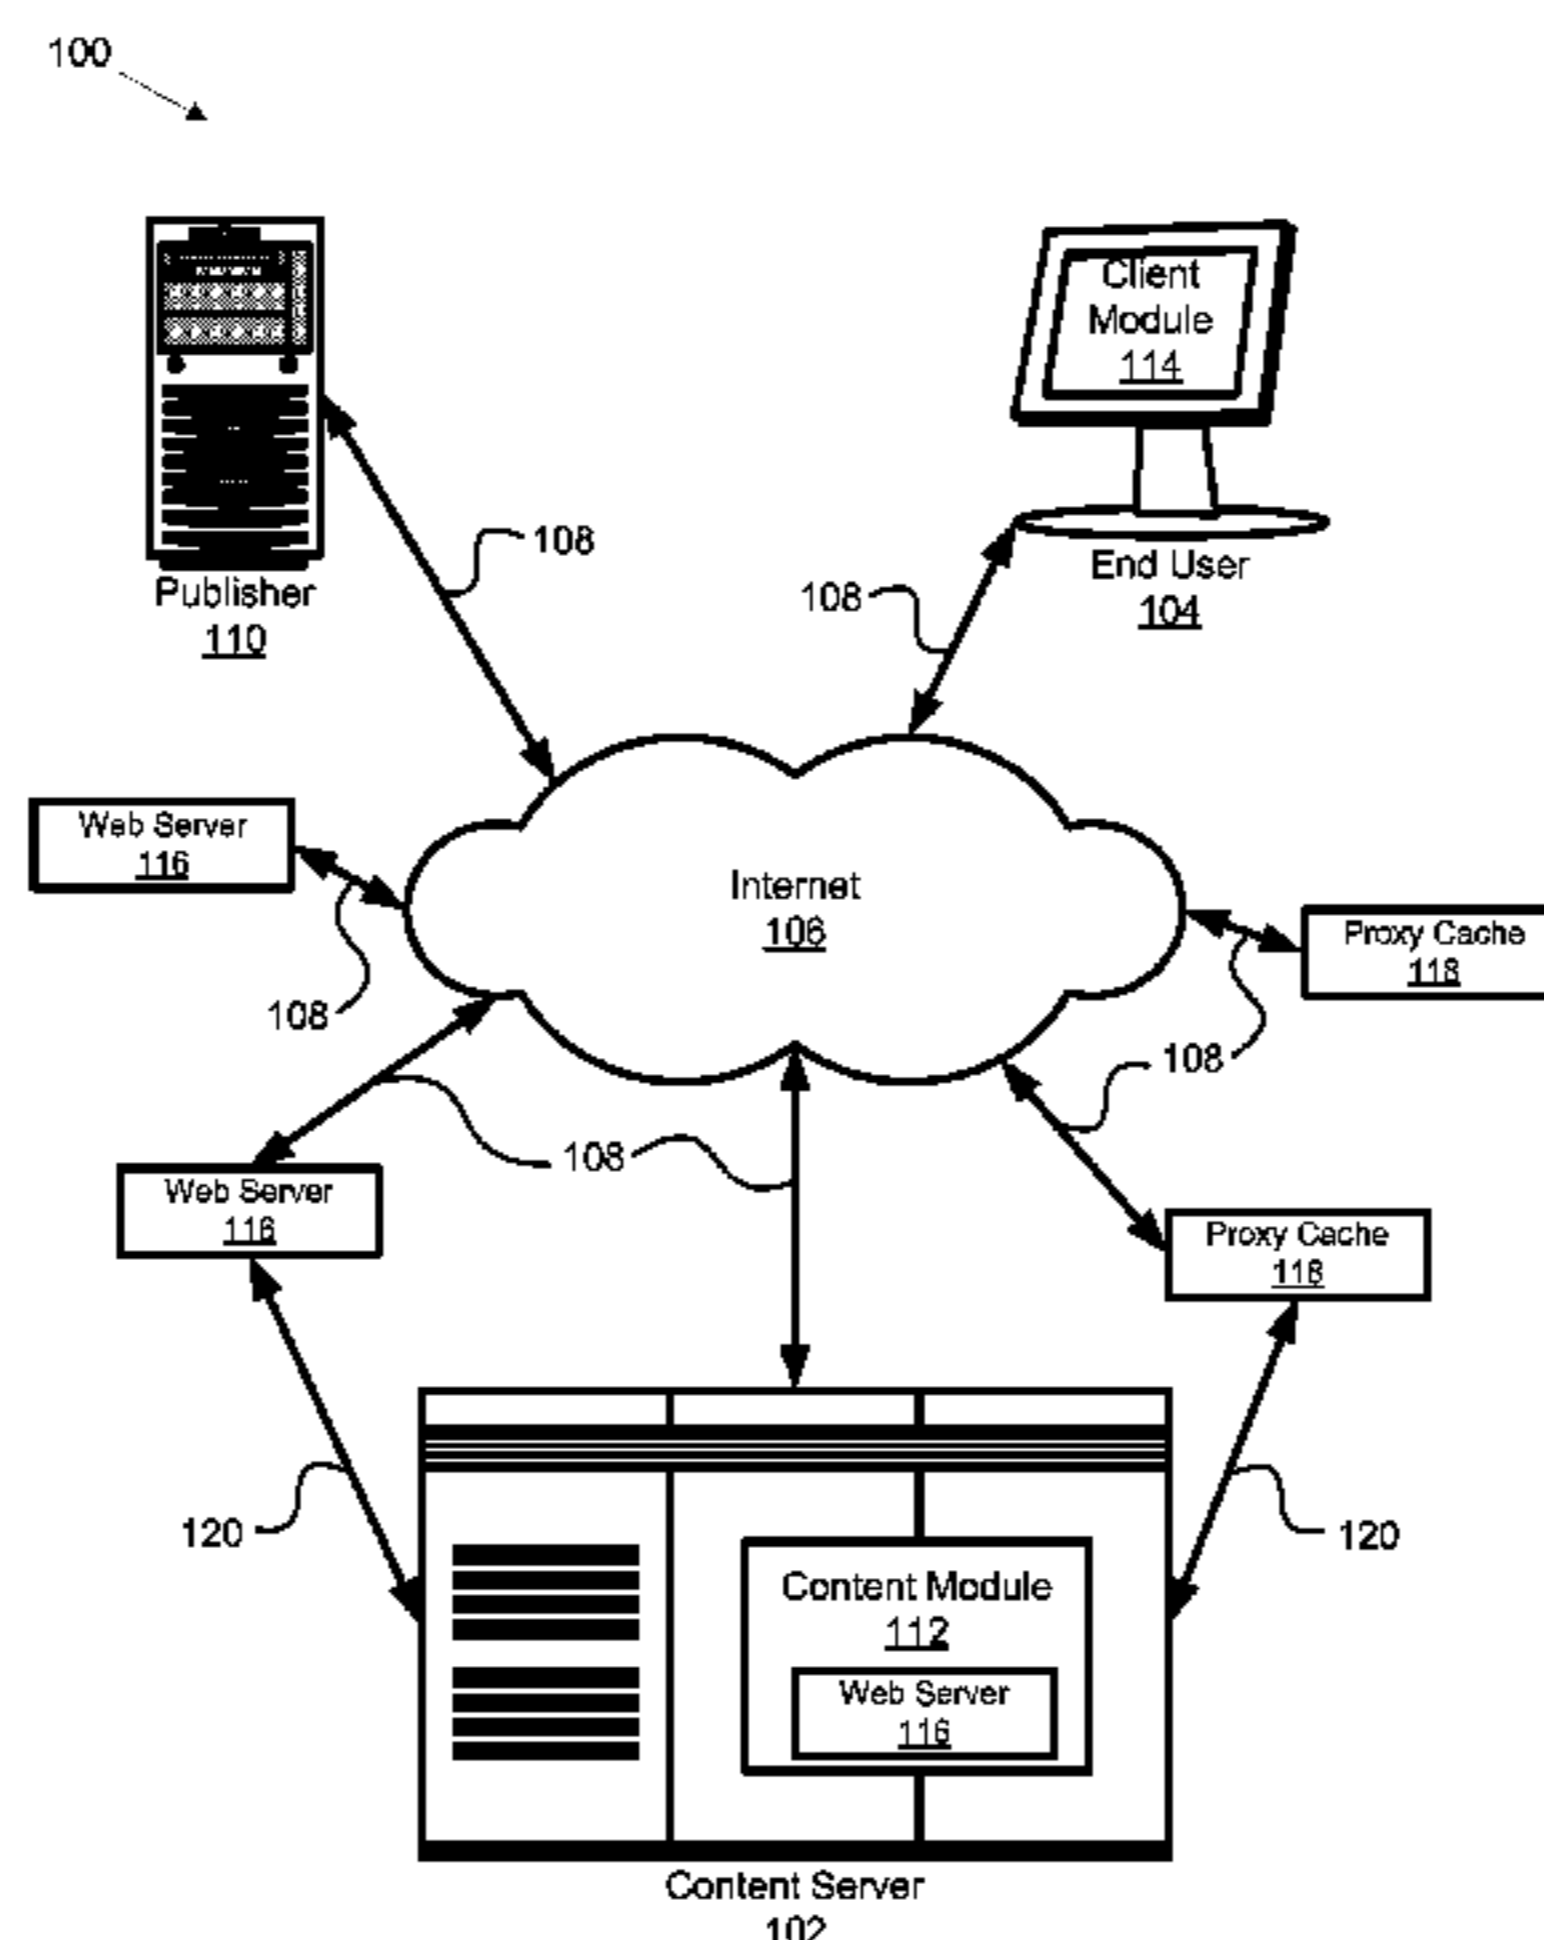 100
Client
Module
114
Publisher
110
108
108
End User
104
Web Server
116
Internet
106
Proxy Cache
118
108
108
108
Web Server
116
Proxy Cache
118
120
120
Content Module
112
Web Server
116
Content Server
102